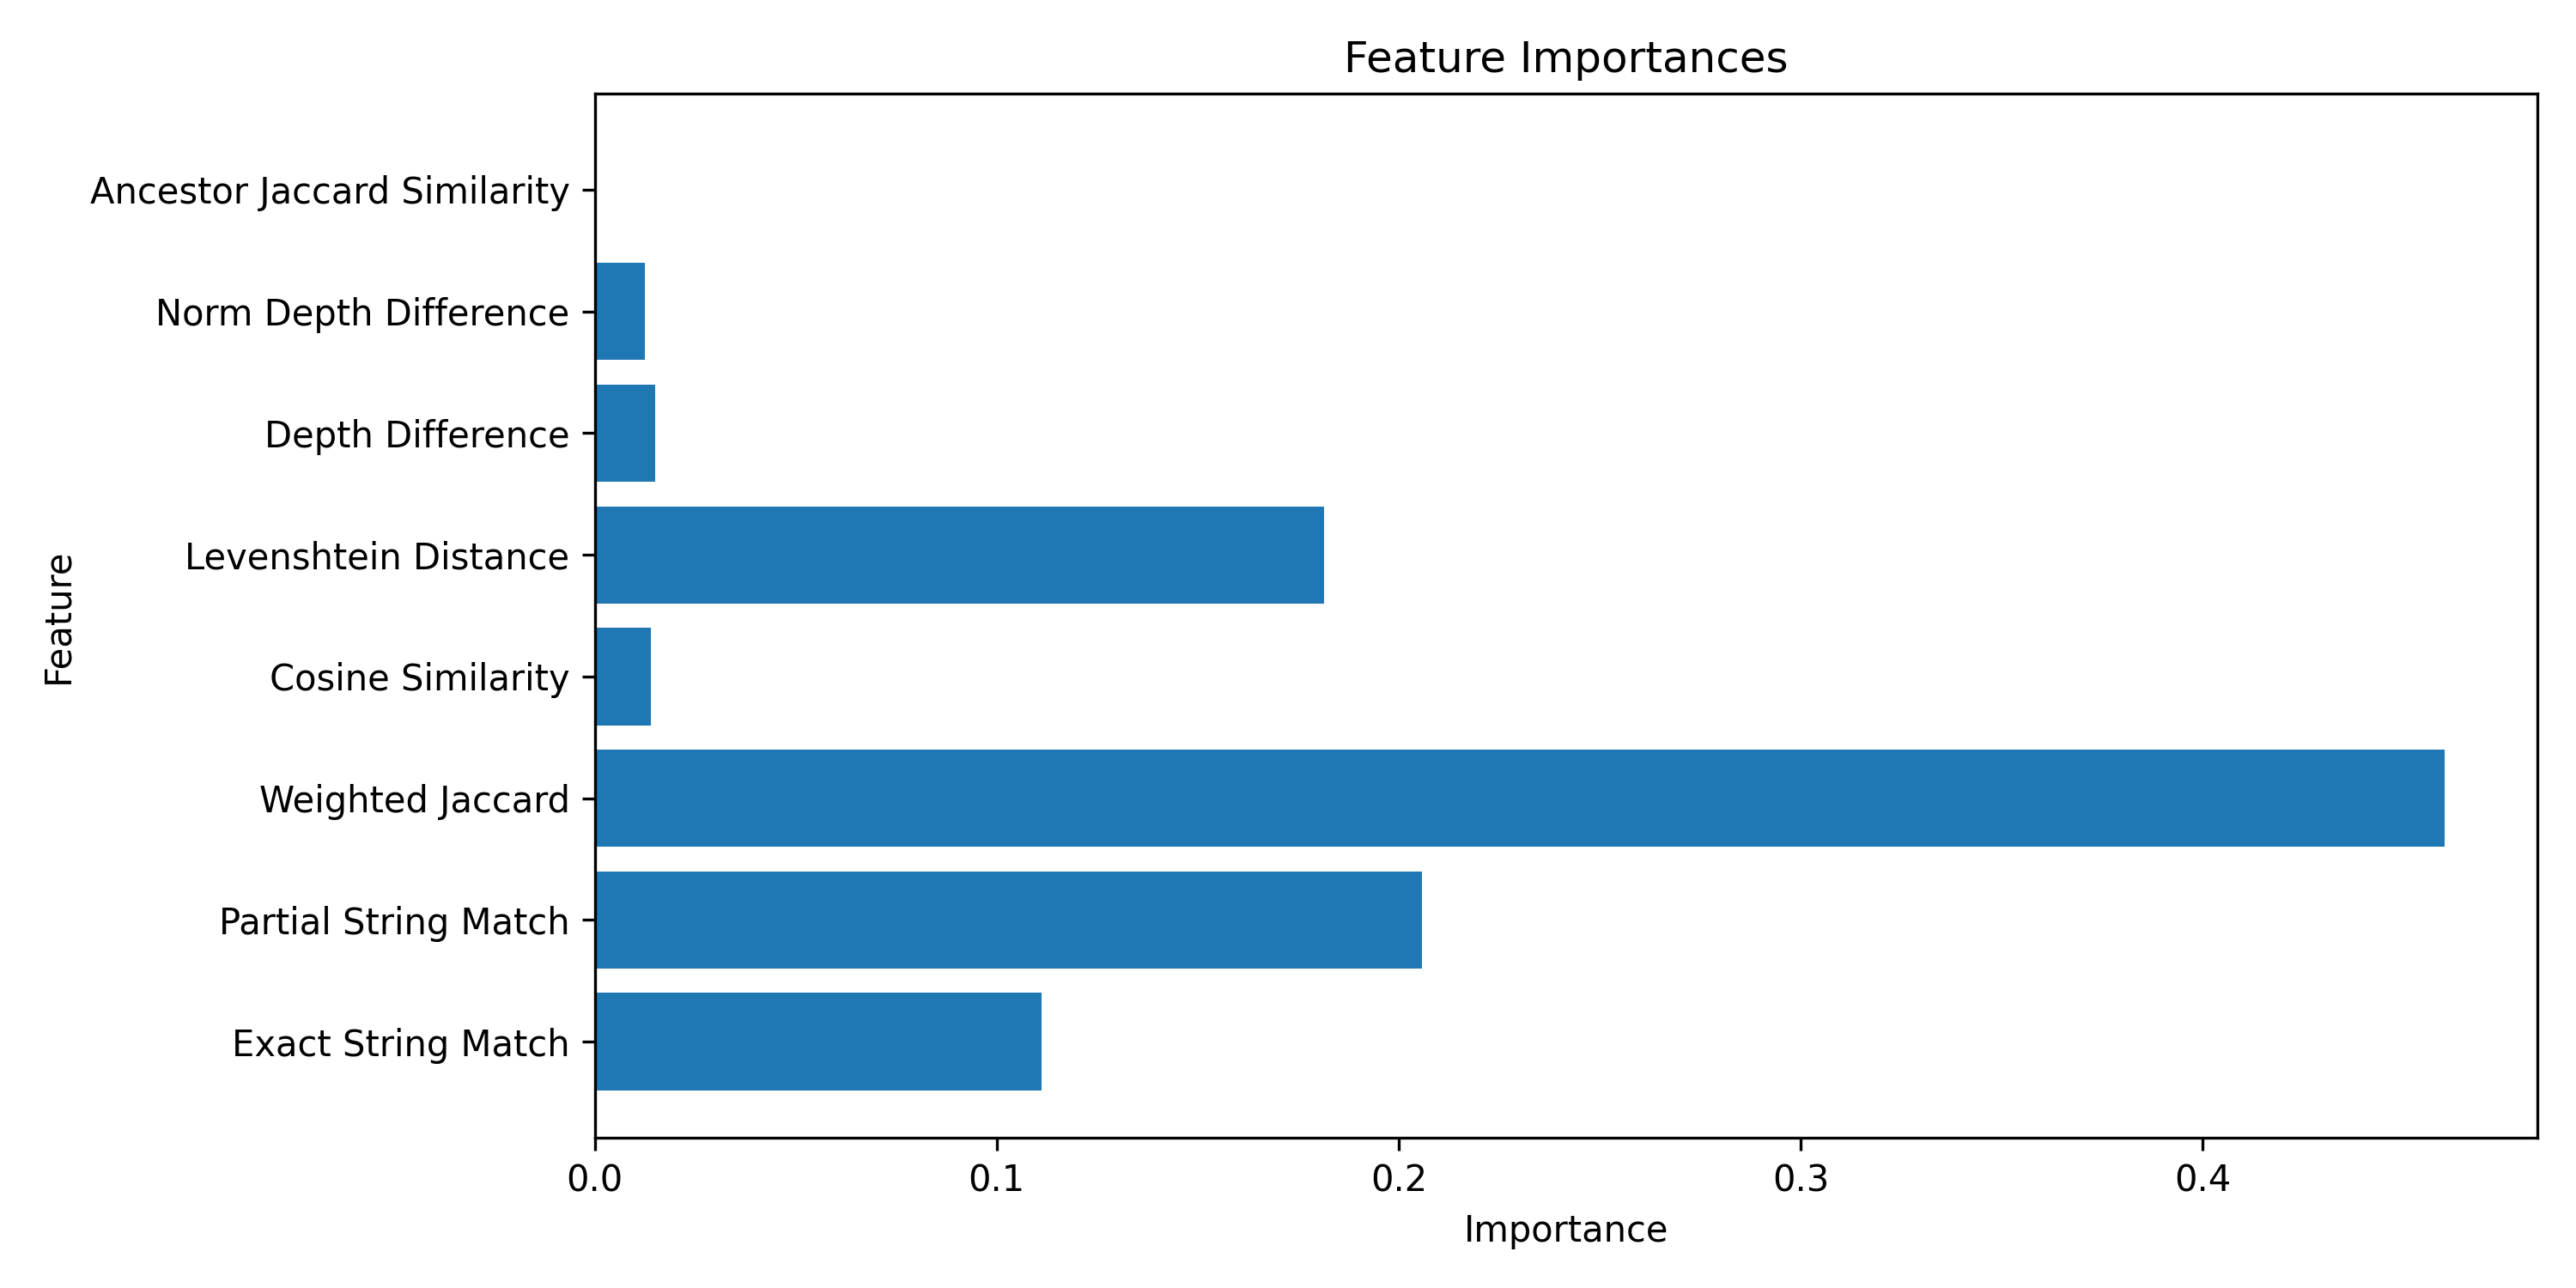 Feature Importances
Ancestor Jaccard Similarity
Norm Depth Difference
Depth Difference
Levenshtein Distance
Cosine Similarity
Weighted Jaccard
Partial String Match
Exact String Match
Feature
0.0 0.1 0.2 0.3 0.4
Importance